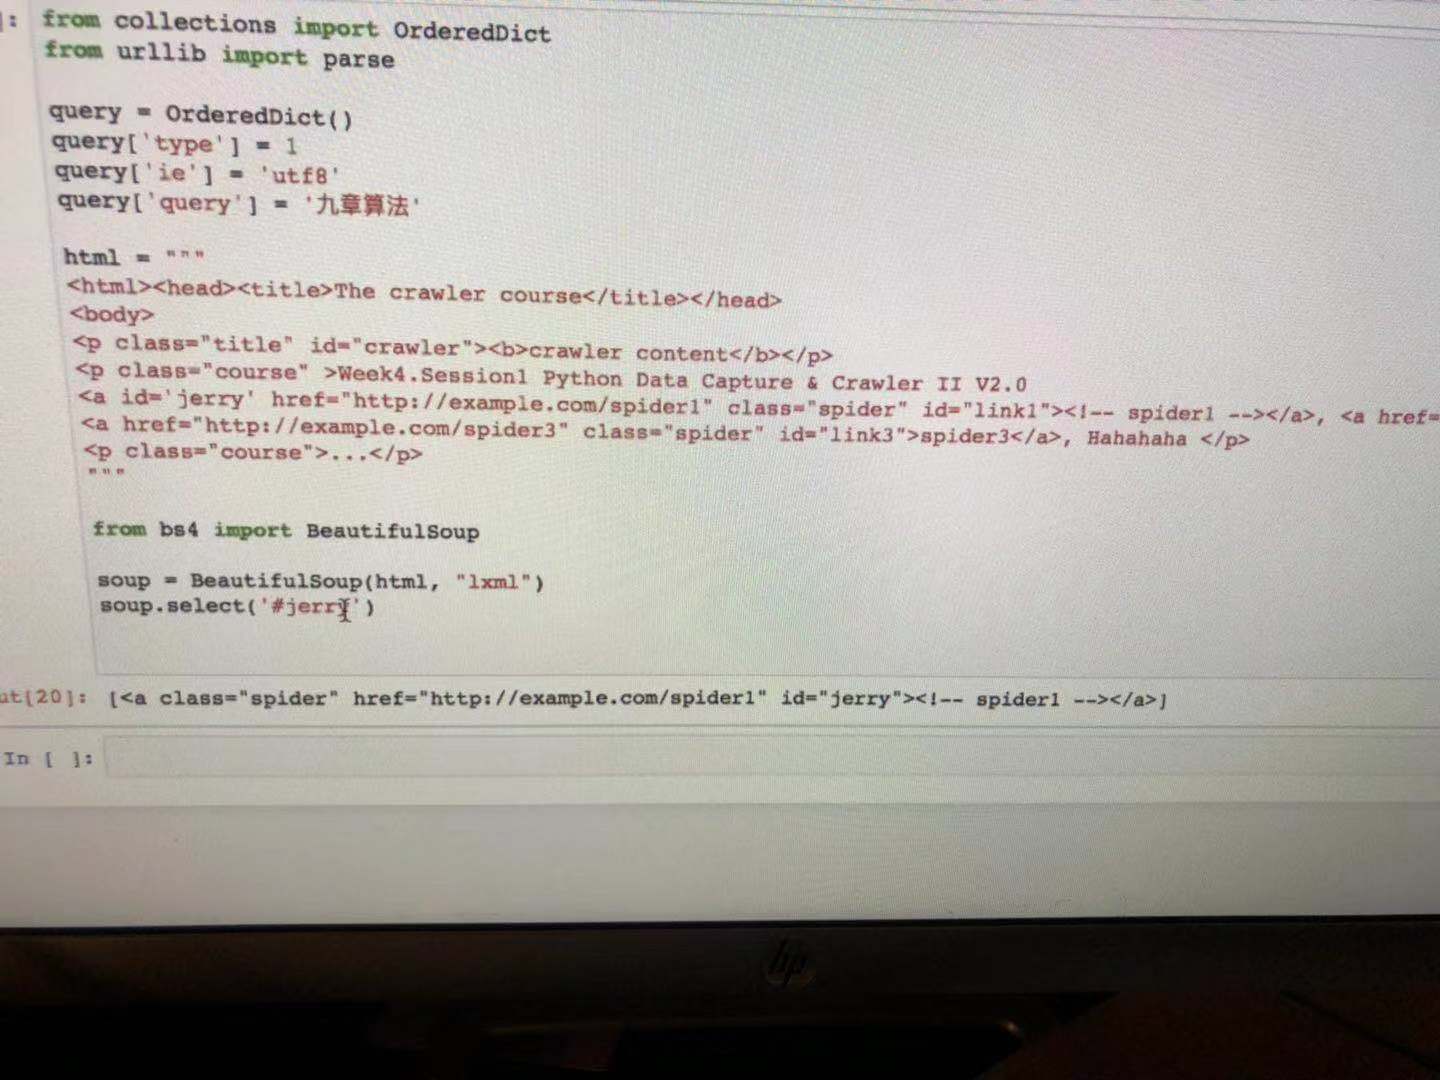 ]: from collections import OrderedDict
from urllib import parse
query = OrderedDict()
query['type'] = 1
query['ie'] = 'utf8'
query['query'] = '九章算法'
html = """
<html><head><title>The crawler course</title></head>
<body>
<p class="title" id="crawler"><b>crawler content</b></p>
<p class="course" >Week4.Session1 Python Data Capture & Crawler II V2.0
<a id='jerry' href="http://example.com/spider1" class="spider" id="link1"><!-- spider1 --></a>, <a href=
<a href="http://example.com/spider3" class="spider" id="link3">spider3</a>, Hahahaha </p>
<p class="course">...</p>
"""
from bs4 import BeautifulSoup
soup = BeautifulSoup(html, "lxml")
soup.select('#jerry')
ut[20]: [<a class="spider" href="http://example.com/spider1" id="jerry"><!-- spider1 --></a>]
In [ ]:
hp